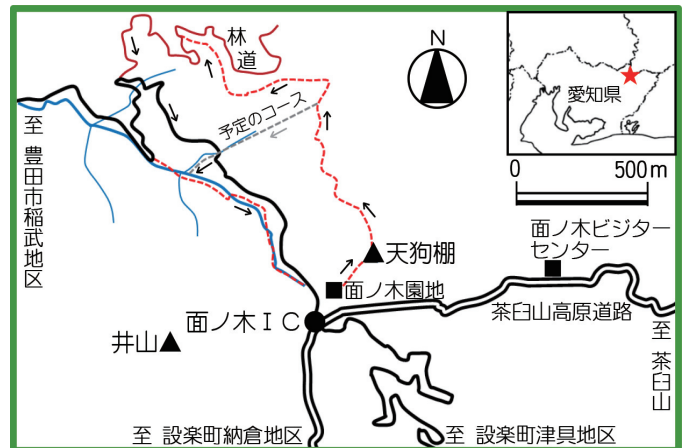 林
道
N
愛知県
予定のコース
0 500m
至 豊田市稲武地区
面ノ木ビジター
センター
天狗棚
面ノ木園地
茶臼山高原道路
面ノ木IC
井山
至 茶臼山
至 設楽町納倉地区
至 設楽町津具地区